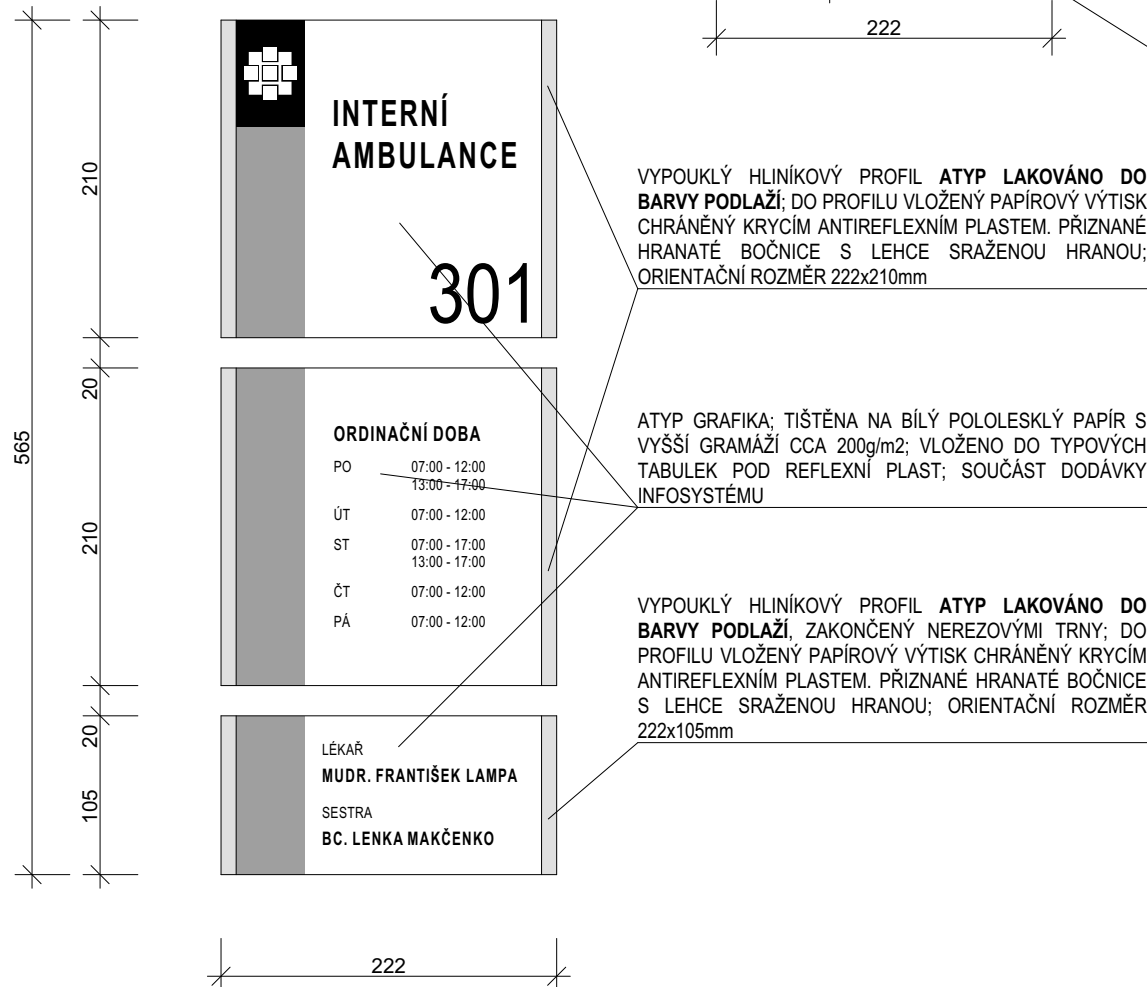 222
565
210
20
210
20
105
INTERNÍ
AMBULANCE
301
ORDINAČNÍ DOBA
PO 07:00 - 12:00
13:00 - 17:00
ÚT 07:00 - 12:00
ST 07:00 - 17:00
13:00 - 17:00
ČT 07:00 - 12:00
PÁ 07:00 - 12:00
LÉKAŘ
MUDR. FRANTIŠEK LAMPA
SESTRA
BC. LENKA MAKČENKO
222
VYPOUKLÝ HLINÍKOVÝ PROFIL ATYP LAKOVÁNO DO
BARVY PODLAŽÍ; DO PROFILU VLOŽENÝ PAPÍROVÝ VÝTISK
CHRÁNĚNÝ KRYCÍM ANTIREFLEXNÍM PLASTEM. PŘIZNANÉ
HRANATÉ BOČNICE S LEHCE SRAŽENOU HRANOU;
ORIENTAČNÍ ROZMĚR 222x210mm
ATYP GRAFIKA; TIŠTĚNA NA BÍLÝ POLOLESKLÝ PAPÍR S
VYŠŠÍ GRAMÁŽÍ CCA 200g/m2; VLOŽENO DO TYPOVÝCH
TABULEK POD REFLEXNÍ PLAST; SOUČÁST DODÁVKY
INFOSYSTÉMU
VYPOUKLÝ HLINÍKOVÝ PROFIL ATYP LAKOVÁNO DO
BARVY PODLAŽÍ, ZAKONČENÝ NEREZOVÝMI TRNY; DO
PROFILU VLOŽENÝ PAPÍROVÝ VÝTISK CHRÁNĚNÝ KRYCÍM
ANTIREFLEXNÍM PLASTEM. PŘIZNANÉ HRANATÉ BOČNICE
S LEHCE SRAŽENOU HRANOU; ORIENTAČNÍ ROZMĚR
222x105mm